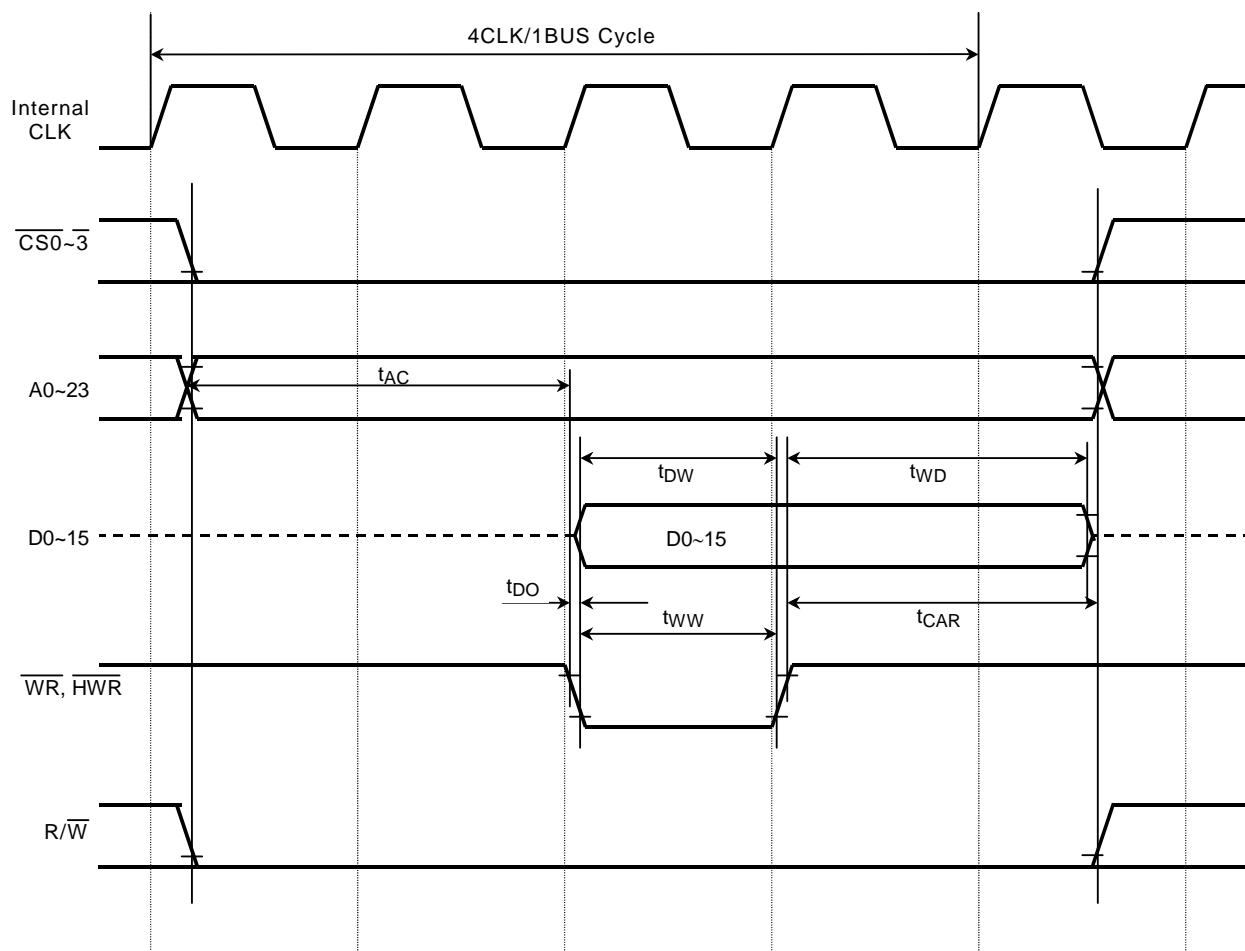 4CLK/1BUS Cycle
Internal
CLK
CS0~3
A0~23
tAC
tDW
tWD
D0~15
D0~15
tDO
tWW
tCAR
WR, HWR
R/W